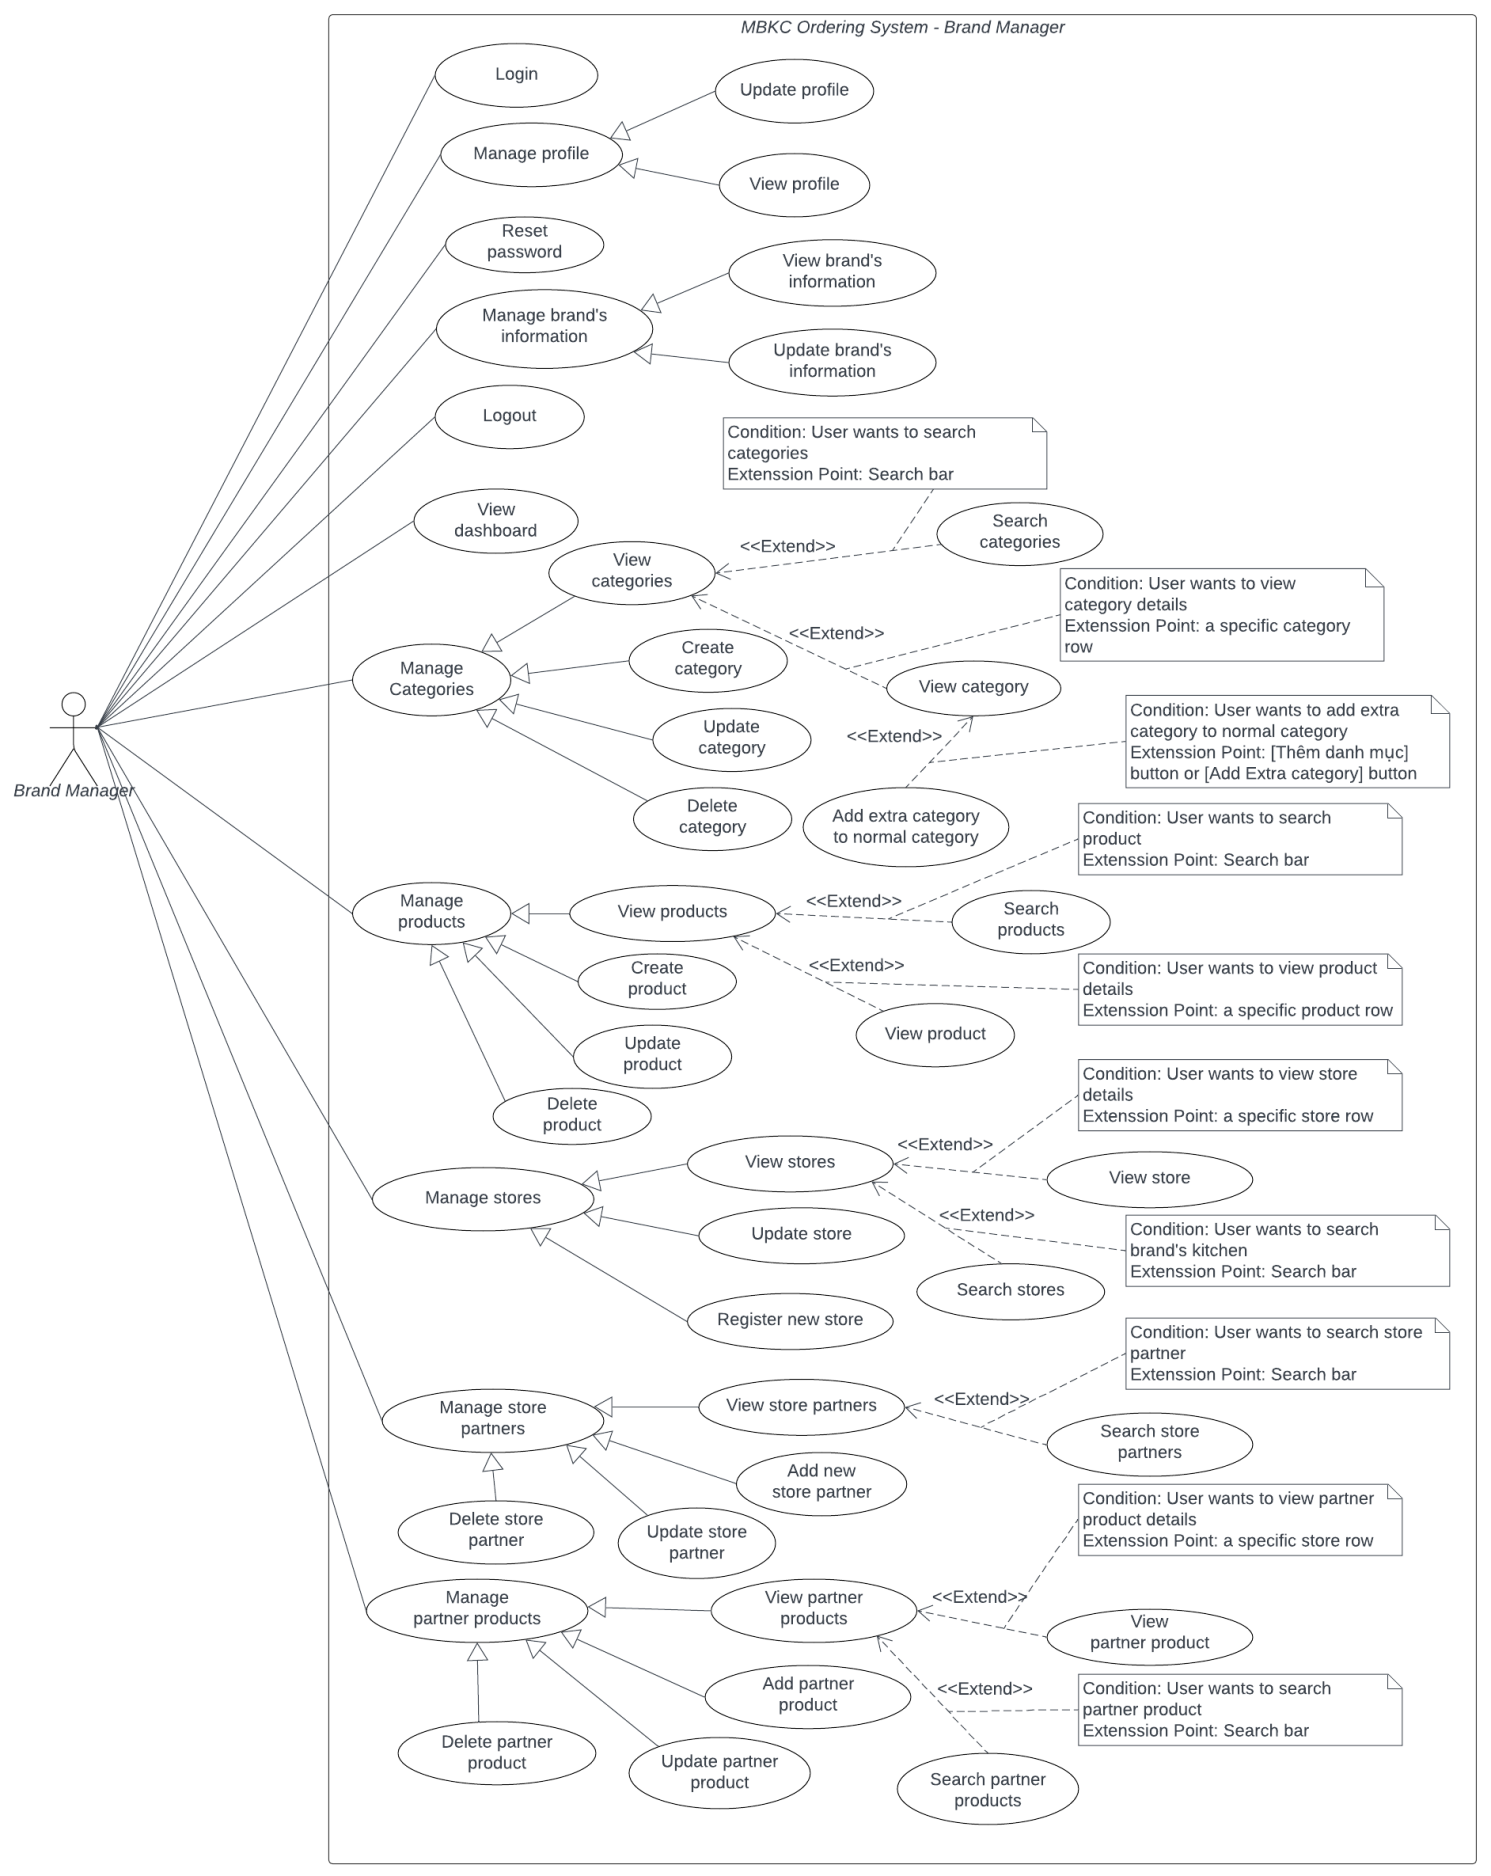 MBKC Ordering System - Brand Manager
Login
Update profile
Manage profile
View profile
Reset
password
View brand's
information
Manage brand's
information
Update brand's
information
Logout
Condition: User wants to search
categories
Extenssion Point: Search bar
View
dashboard
Search
categories
<<Extend>>
View
categories
Condition: User wants to view
category details
Extenssion Point: a specific category
row
<<Extend>>
Create
category
Manage
Categories
View category
Condition: User wants to add extra
category to normal category
Extenssion Point: [Thêm danh mục]
button or [Add Extra category] button
<<Extend>>
Update
category
Brand Manager
Delete
category
Add extra category
to normal category
Condition: User wants to search
product
Extenssion Point: Search bar
Manage
products
View products
<<Extend>>
Search
products
Create
product
<<Extend>>
Condition: User wants to view product
details
Extenssion Point: a specific product row
View product
Update
product
Delete
product
Condition: User wants to view store
details
Extenssion Point: a specific store row
<<Extend>>
View stores
View store
Manage stores
<<Extend>>
Update store
Condition: User wants to search
brand's kitchen
Extenssion Point: Search bar
Search stores
Register new store
Condition: User wants to search store
partner
Extenssion Point: Search bar
Manage store
partners
View store partners
<<Extend>>
Search store
partners
Add new
store partner
Delete store
partner
Update store
partner
Condition: User wants to view partner
product details
Extenssion Point: a specific store row
Manage
partner products
View partner
products
<<Extend>>
View
partner product
Add partner
product
<<Extend>>
Condition: User wants to search
partner product
Extenssion Point: Search bar
Delete partner
product
Update partner
product
Search partner
products